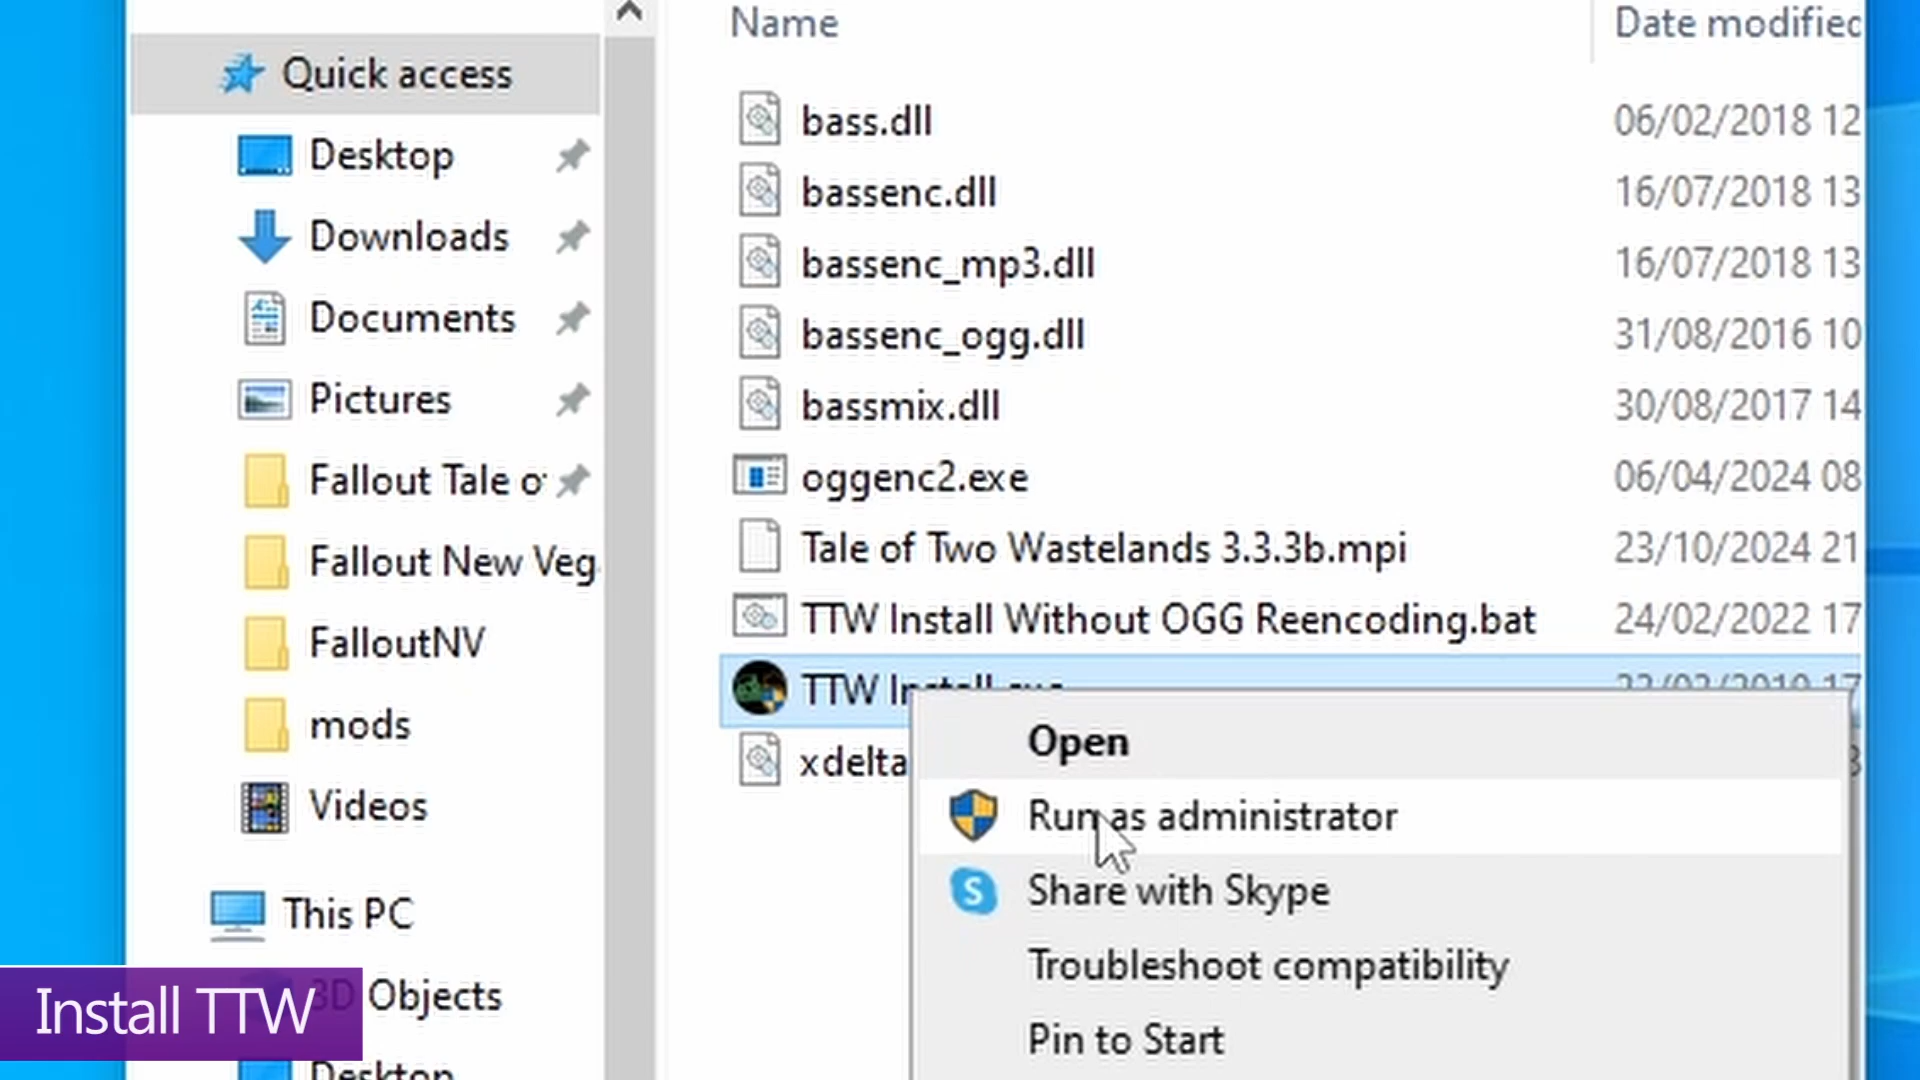 Name Date modified
Quick access
Desktop
Downloads
Documents
Pictures
Fallout Tale o
Fallout New Veg
FalloutNV
mods
Videos
This PC
3D Objects
Desktop
bass.dll 06/02/2018 12
bassenc.dll 16/07/2018 13
bassenc_mp3.dll 16/07/2018 13
bassenc_ogg.dll 31/08/2016 10
bassmix.dll 30/08/2017 14
oggenc2.exe 06/04/2024 08
Tale of Two Wastelands 3.3.3b.mpi 23/10/2024 21
TTW Install Without OGG Reencoding.bat 24/02/2022 17
TTW Install.exe
xdelta
Open
Run as administrator
Share with Skype
Troubleshoot compatibility
Pin to Start
Install TTW